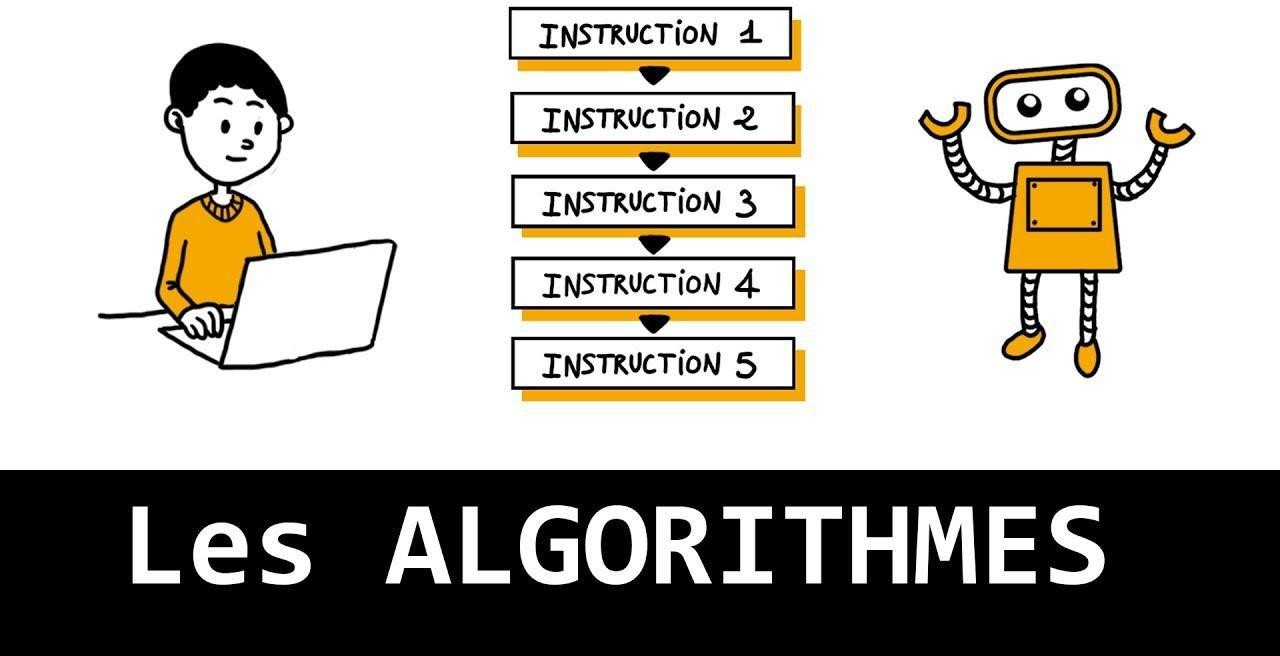 INSTRUCTiON 1
INSTRUCTiON 2
INSTRUCTiON 3
INSTRUCTiON 4
INSTRUCTiON 5
Les ALGORITHMES